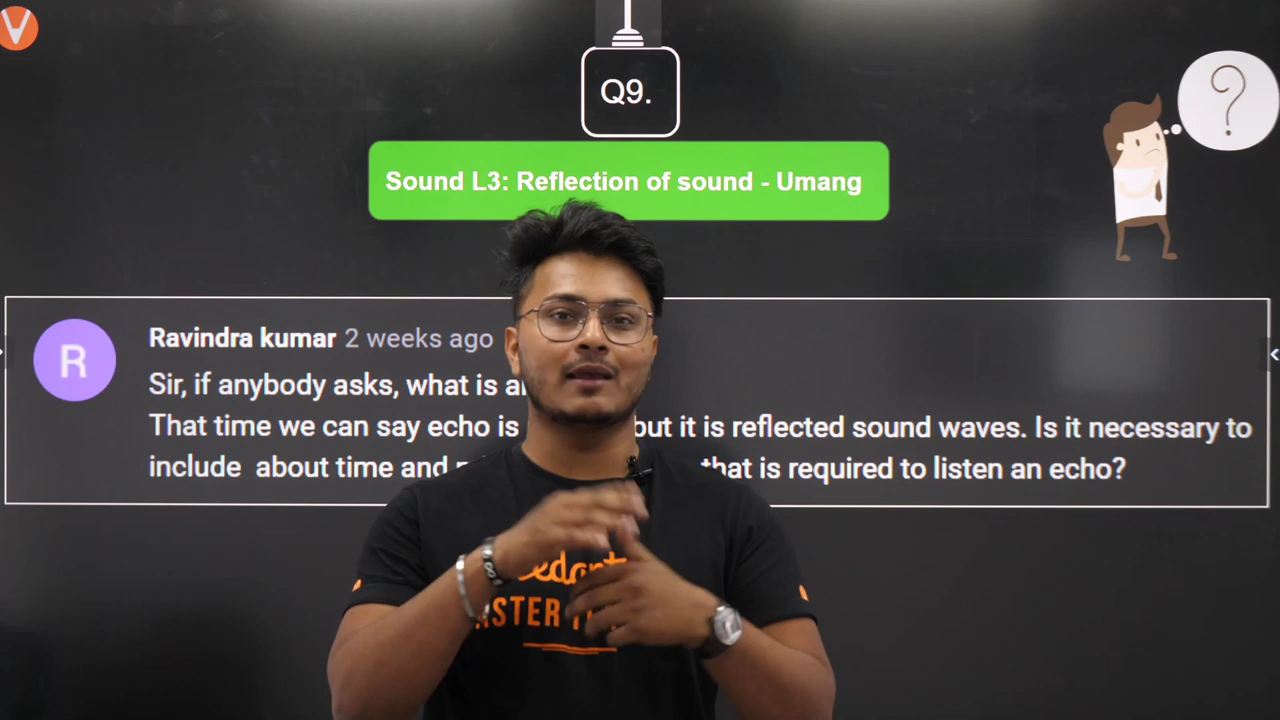 V
Q9.
?
Sound L3: Reflection of sound - Umang
R
Ravindra kumar 2 weeks ago
Sir, if anybody asks, what is
That time we can say echo is but it is reflected sound waves. Is it necessary to
include about time and that is required to listen an echo?